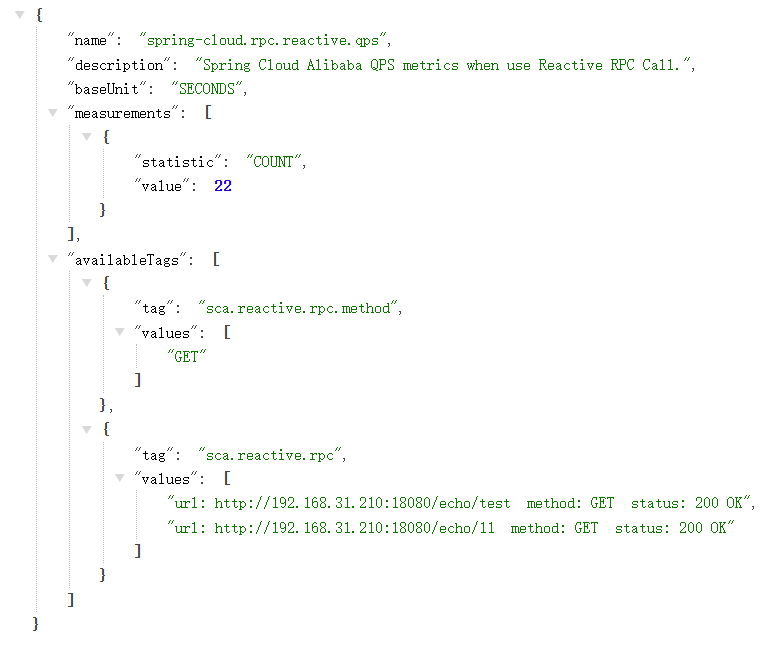 {
"name": "spring-cloud.rpc.reactive.qps",
"description": "Spring Cloud Alibaba QPS metrics when use Reactive RPC Call.",
"baseUnit": "SECONDS",
"measurements": [
{
"statistic": "COUNT",
"value": 22
}
],
"availableTags": [
{
"tag": "sca.reactive.rpc.method",
"values": [
"GET"
]
},
{
"tag": "sca.reactive.rpc",
"values": [
"url: http://192.168.31.210:18080/echo/test  method: GET  status: 200 OK",
"url: http://192.168.31.210:18080/echo/11  method: GET  status: 200 OK"
]
}
]
}